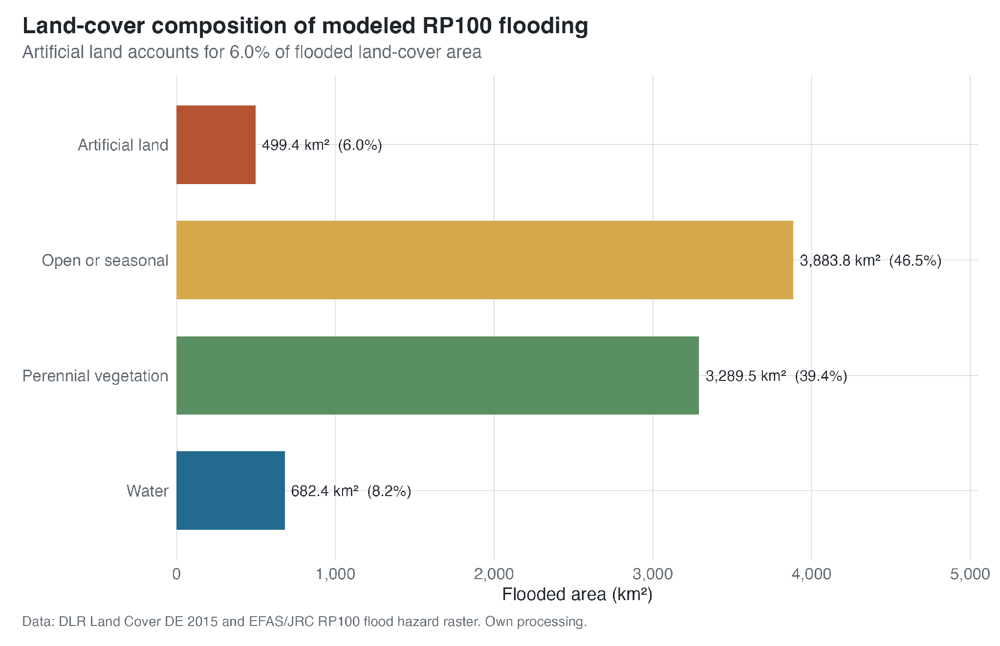 Land-cover composition of modeled RP100 flooding
Artificial land accounts for 6.0% of flooded land-cover area
Artificial land
499.4 km² (6.0%)
Open or seasonal
3,883.8 km² (46.5%)
Perennial vegetation
3,289.5 km² (39.4%)
Water
682.4 km² (8.2%)
0 1,000 2,000 3,000 4,000 5,000
Flooded area (km²)
Data: DLR Land Cover DE 2015 and EFAS/JRC RP100 flood hazard raster. Own processing.